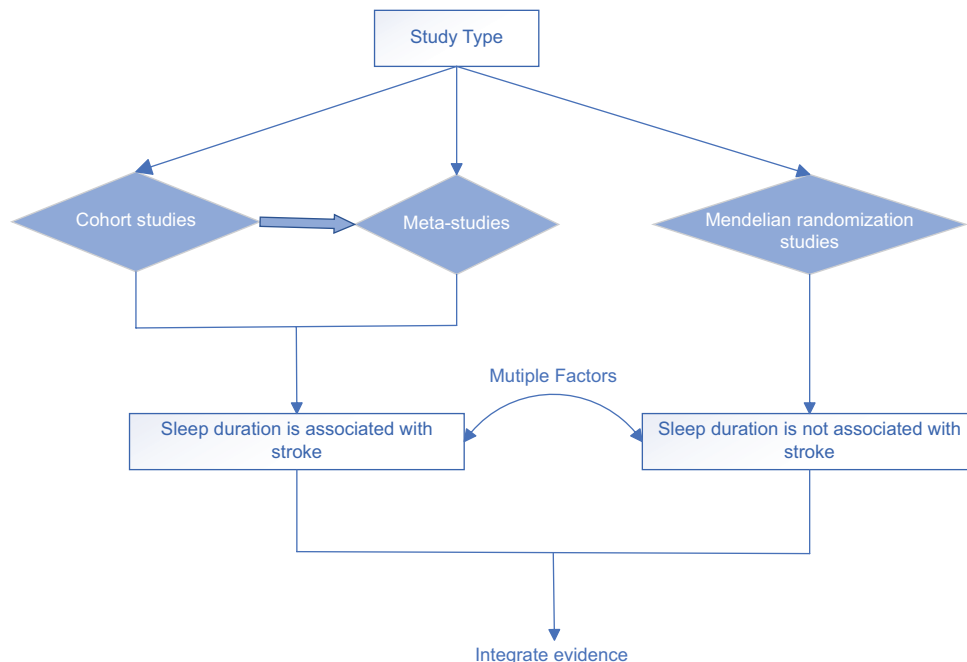 Study Type
Cohort studies
Meta-studies
Mendelian randomization
studies
Mutiple Factors
Sleep duration is associated with
stroke
Sleep duration is not associated with
stroke
Integrate evidence